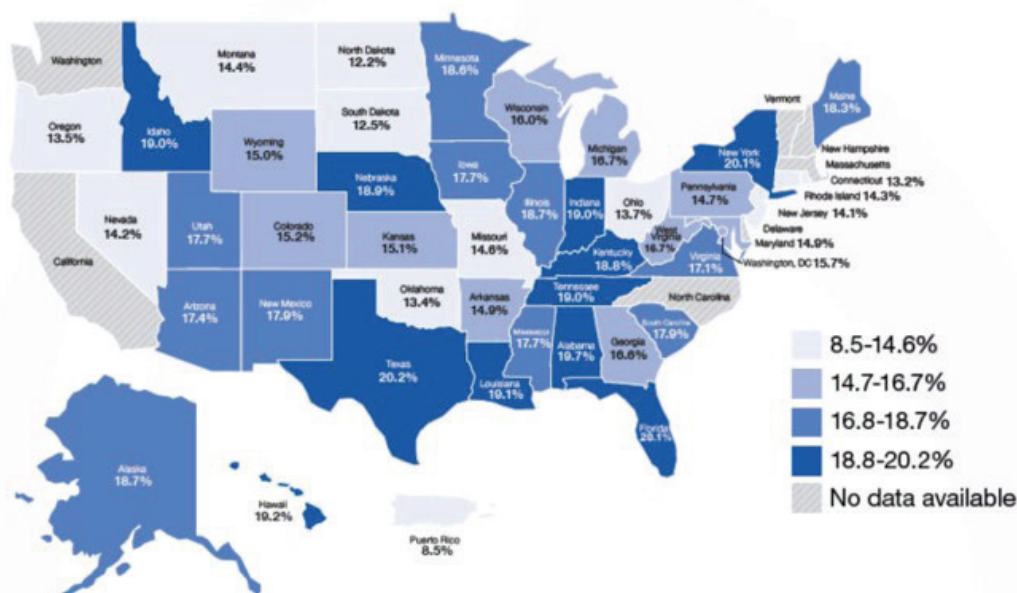 Washington
Montana
14.4%
North Dakota
12.2%
Minnesota
18.6%
Oregon
13.5%
Idaho
19.0%
Wyoming
15.0%
South Dakota
12.5%
Wisconsin
16.0%
Michigan
16.7%
Vermont
Maine
18.3%
New York
20.1%
New Hampshire
Massachusetts
Connecticut 13.2%
Rhode Island 14.3%
New Jersey 14.1%
Delaware
Maryland 14.9%
Washington, DC 15.7%
Nebraska
18.9%
Iowa
17.7%
Illinois
18.7%
Indiana
19.0%
Ohio
13.7%
Pennsylvania
14.7%
Nevada
14.2%
Utah
17.7%
Colorado
15.2%
Kansas
15.1%
Missouri
14.6%
Kentucky
18.8%
West
Virginia
16.7%
Virginia
17.1%
California
Arizona
17.4%
New Mexico
17.9%
Oklahoma
13.4%
Arkansas
14.9%
Tennessee
19.0%
North Carolina
South Carolina
17.9%
Texas
20.2%
Louisiana
19.1%
Mississippi
17.7%
Alabama
19.7%
Georgia
16.6%
Florida
20.1%
Alaska
18.7%
Hawaii
19.2%
Puerto Rico
8.5%
8.5-14.6%
14.7-16.7%
16.8-18.7%
18.8-20.2%
No data available